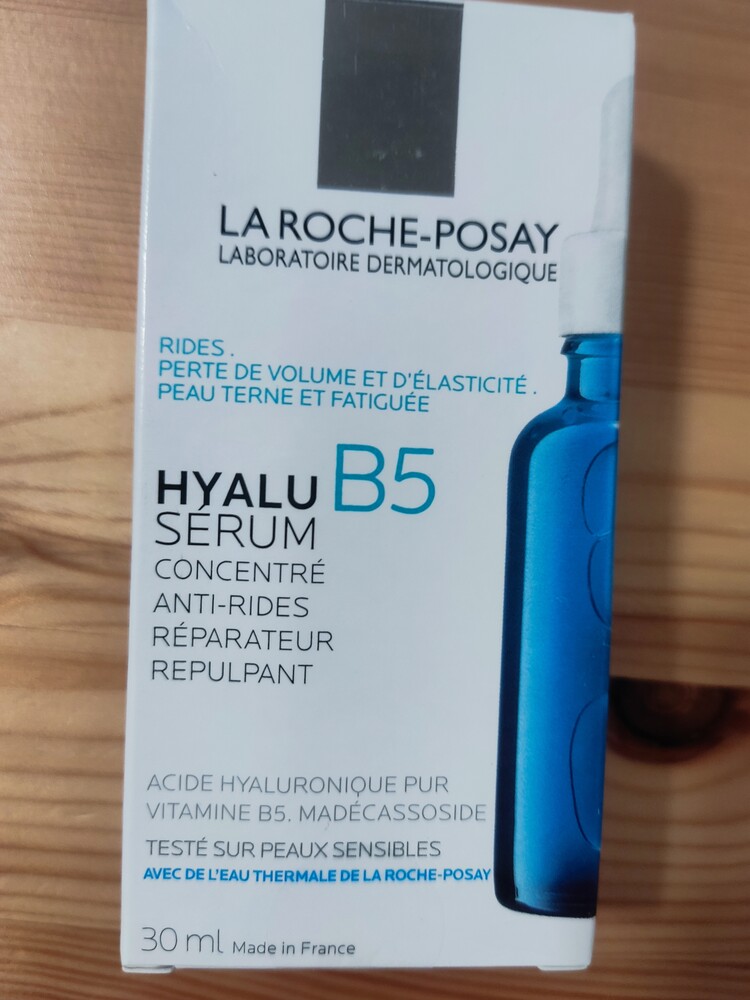 LA ROCHE-POSAY
LABORATOIRE DERMATOLOGIQUE
RIDES.
PERTE DE VOLUME ET D'ÉLASTICITÉ.
PEAU TERNE ET FATIGUÉE
HYALU B5
SÉRUM
CONCENTRÉ
ANTI-RIDES
RÉPARATEUR
REPULPANT
ACIDE HYALURONIQUE PUR
VITAMINE B5. MADÉCASSOSIDE
TESTÉ SUR PEAUX SENSIBLES
AVEC DE L'EAU THERMALE DE LA ROCHE-POSAY
30 ml Made in France